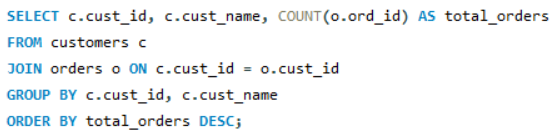 SELECT c.cust_id, c.cust_name, COUNT(o.ord_id) AS total_orders
FROM customers c
JOIN orders o ON c.cust_id = o.cust_id
GROUP BY c.cust_id, c.cust_name
ORDER BY total_orders DESC;